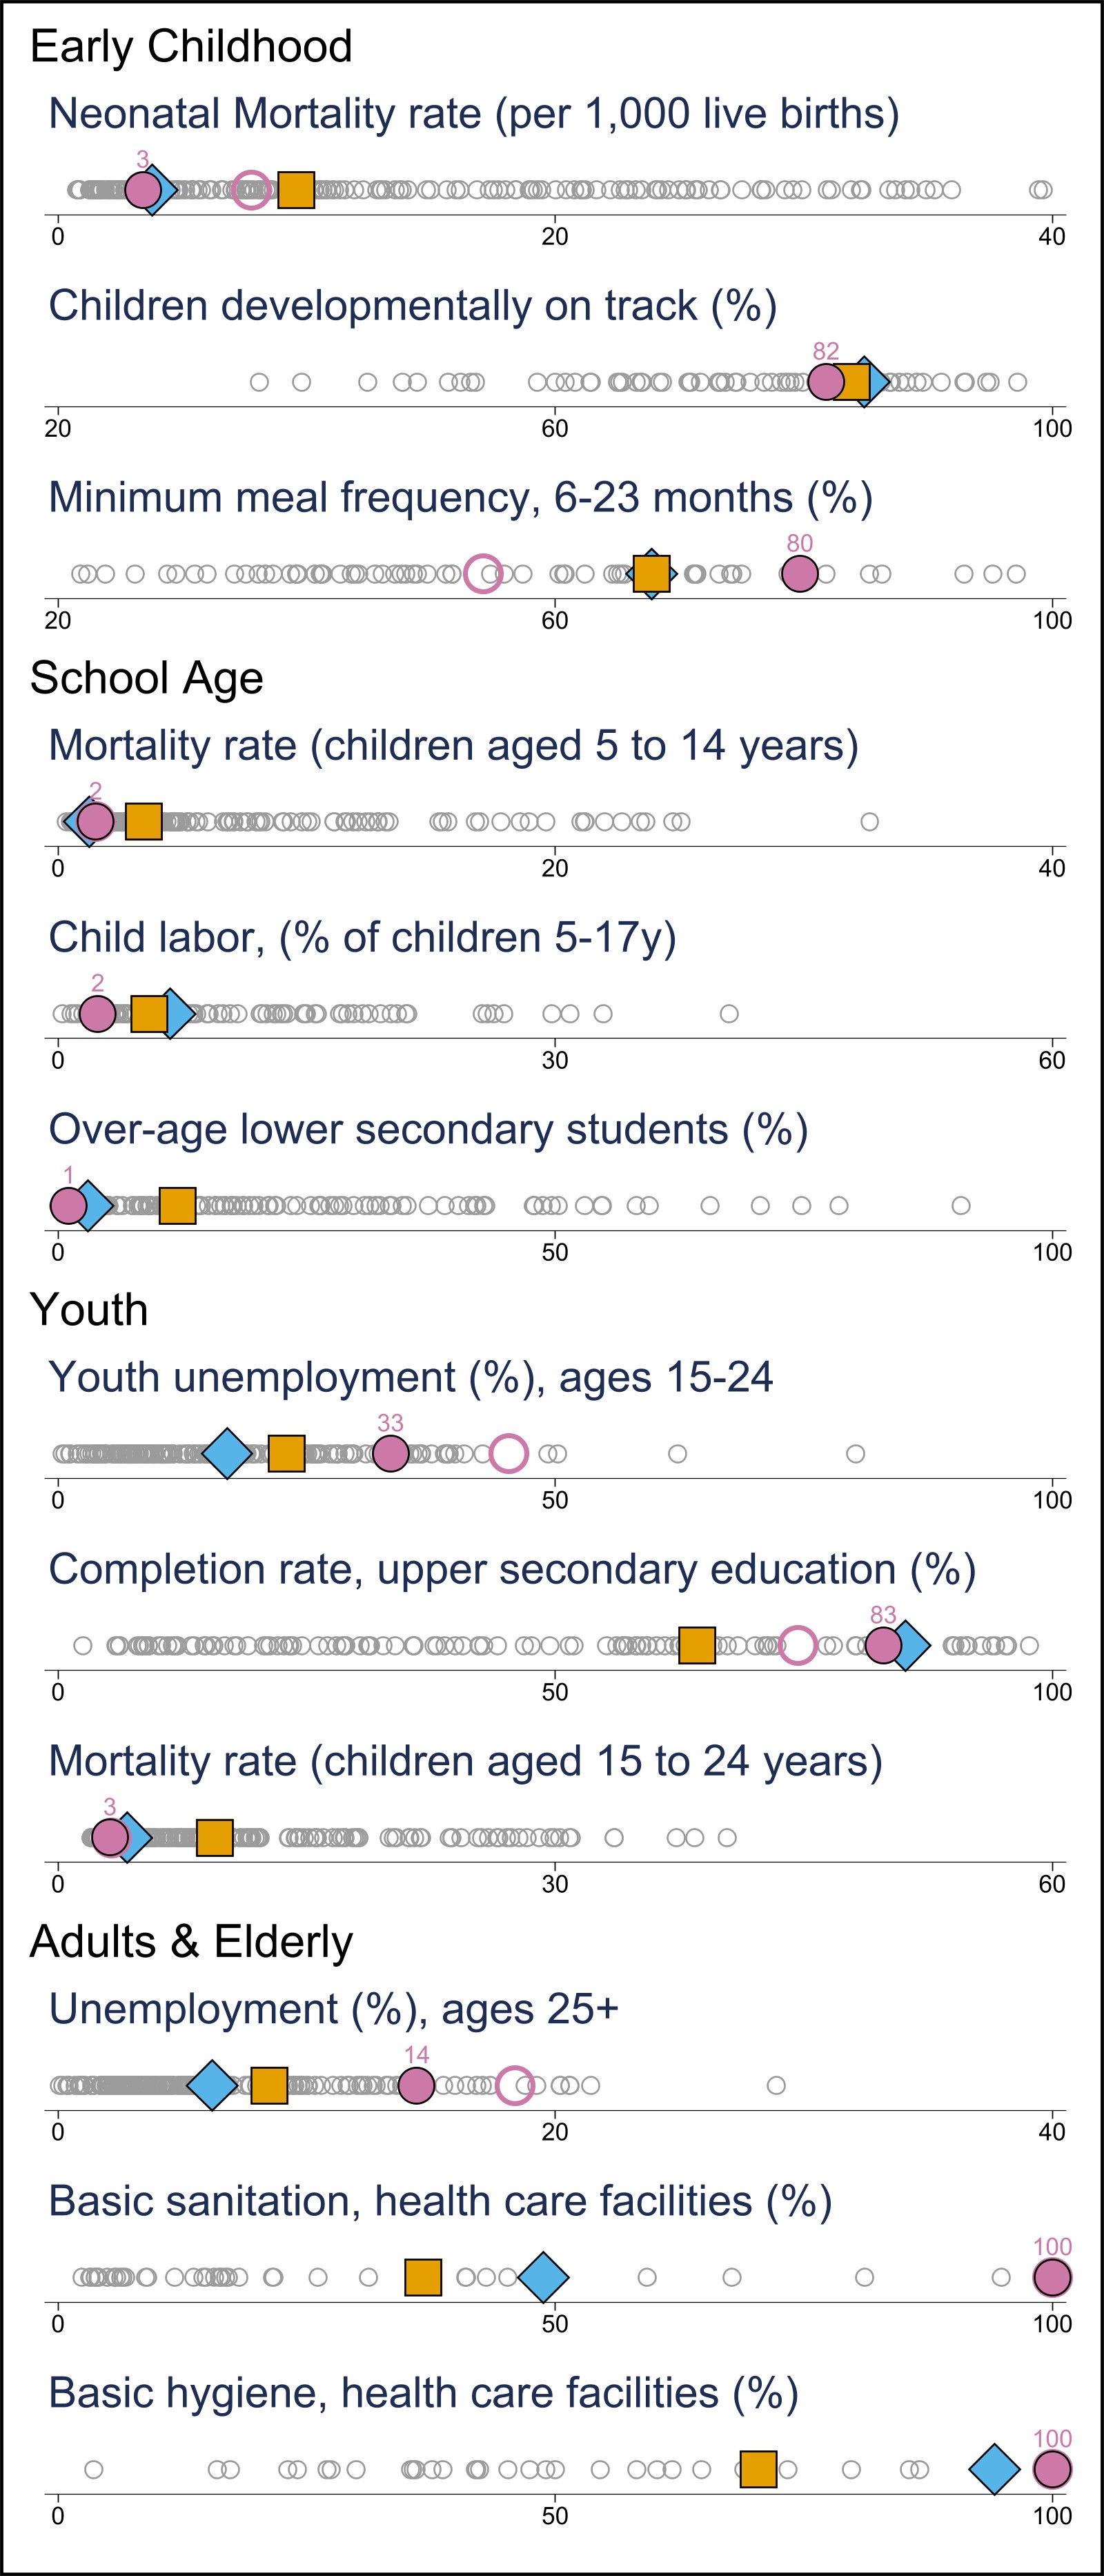 Early Childhood
Neonatal Mortality rate (per 1,000 live births)
3
0 20 40
Children developmentally on track (%)
82
20 60 100
Minimum meal frequency, 6-23 months (%)
80
20 60 100
School Age
Mortality rate (children aged 5 to 14 years)
2
0 20 40
Child labor, (% of children 5-17y)
2
0 30 60
Over-age lower secondary students (%)
1
0 50 100
Youth
Youth unemployment (%), ages 15-24
33
0 50 100
Completion rate, upper secondary education (%)
83
0 50 100
Mortality rate (children aged 15 to 24 years)
3
0 30 60
Adults & Elderly
Unemployment (%), ages 25+
14
0 20 40
Basic sanitation, health care facilities (%)
100
0 50 100
Basic hygiene, health care facilities (%)
100
0 50 100